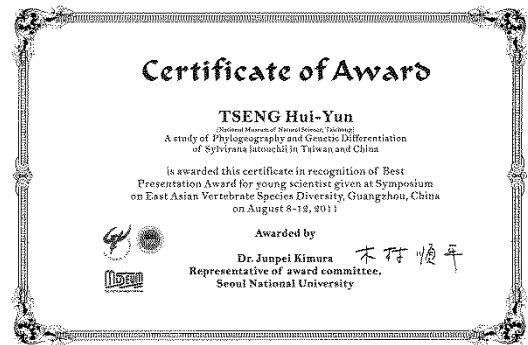 Certificate of Award
TSENG Hui-Yun
(National Museum of Natural Science, Taichung)
A study of Phylogeography and Genetic Differentiation
of Sylvirana latouchii in Taiwan and China
is awarded this certificate in recognition of Best
Presentation Award for young scientist given at Symposium
on East Asian Vertebrate Species Diversity, Guangzhou, China
on August 8-12, 2011
Awarded by
Dr. Junpei Kimura 木村順平
Representative of award committee,
Seoul National University